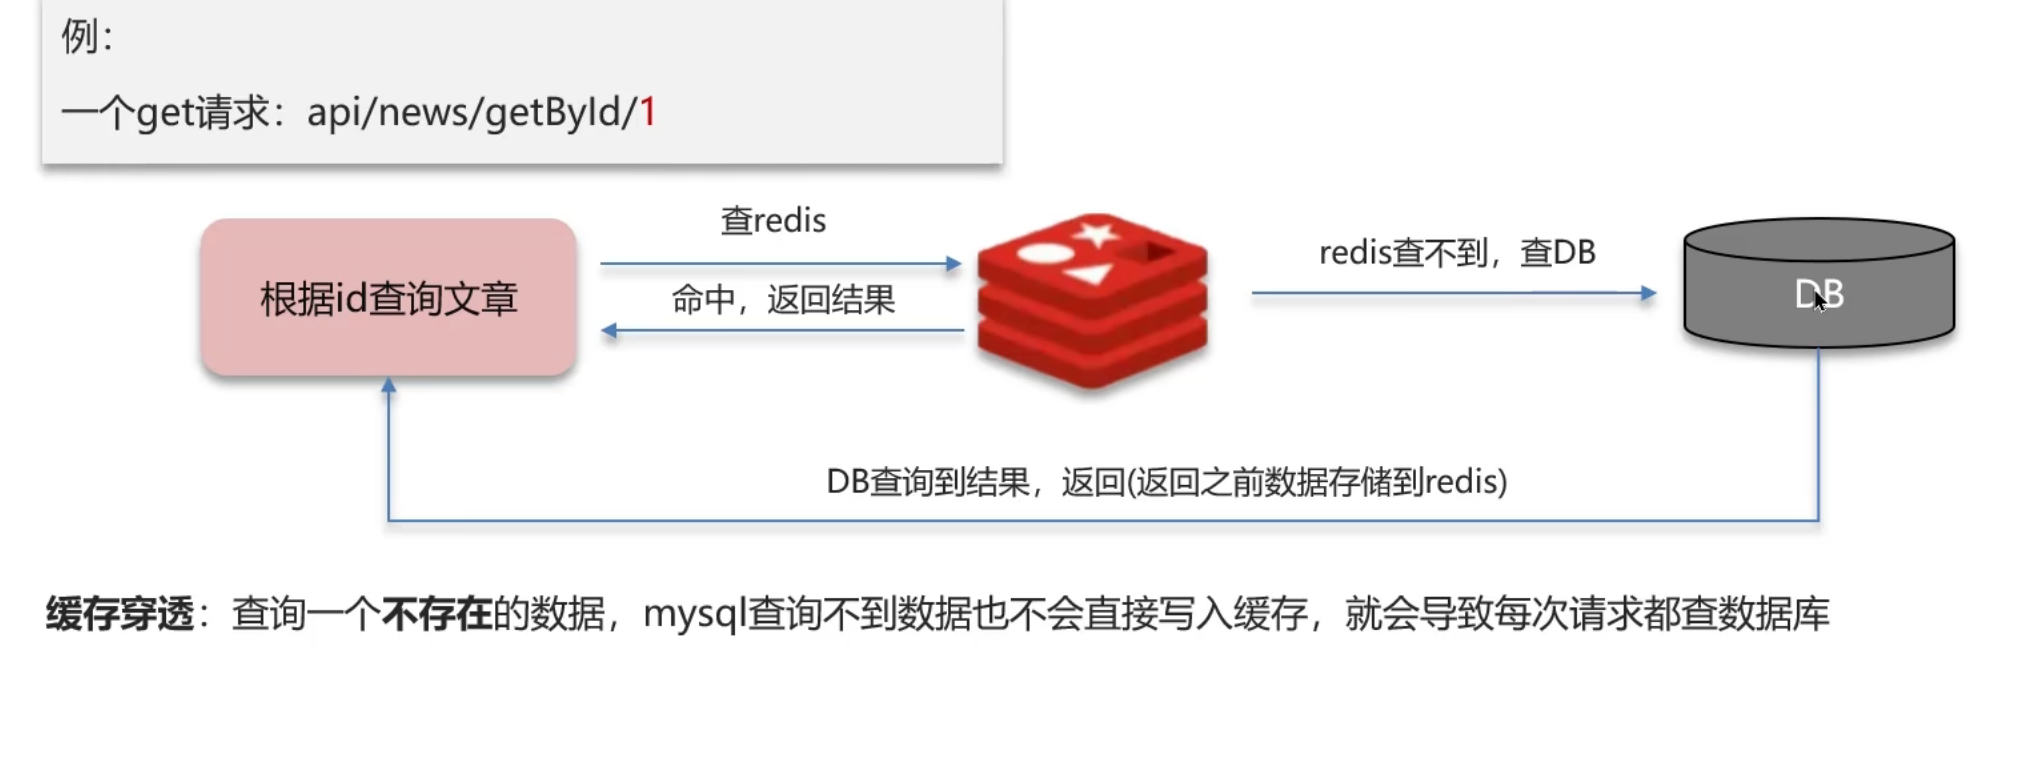 例：
一个get请求：api/news/getById/1
查redis
redis查不到，查DB
根据id查询文章
命中，返回结果
DB
DB查询到结果，返回(返回之前数据存储到redis)
缓存穿透：查询一个不存在的数据，mysql查询不到数据也不会直接写入缓存，就会导致每次请求都查数据库